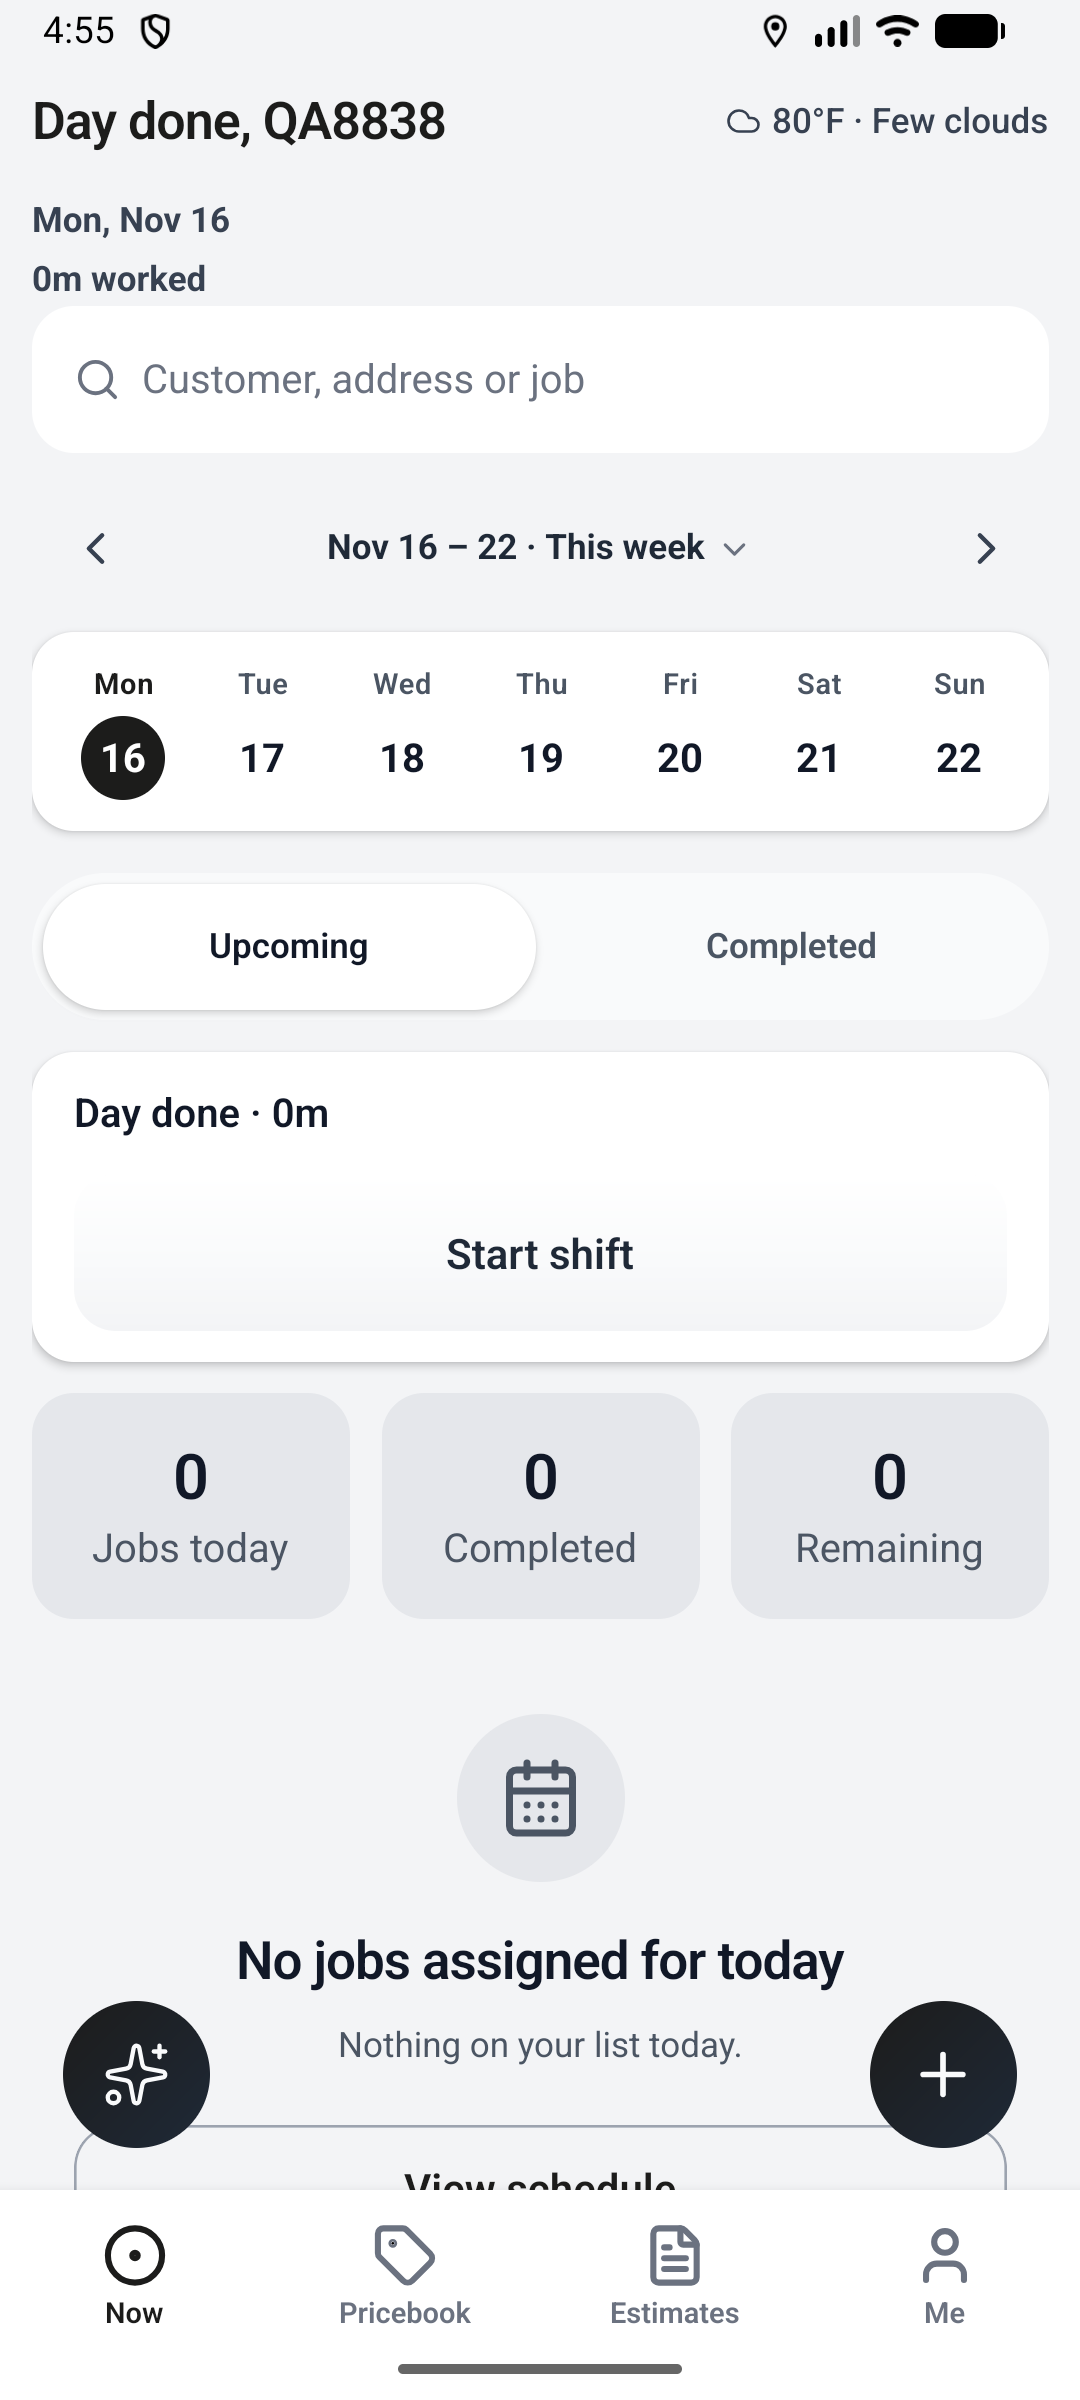 4:55
Day done, QA8838
80°F · Few clouds
Mon, Nov 16
0m worked
Customer, address or job
Nov 16 – 22 · This week
Mon Tue Wed Thu Fri Sat Sun
16 17 18 19 20 21 22
Upcoming Completed
Day done · 0m
Start shift
0 0 0
Jobs today Completed Remaining
No jobs assigned for today
Nothing on your list today.
View schedule
Now Pricebook Estimates Me